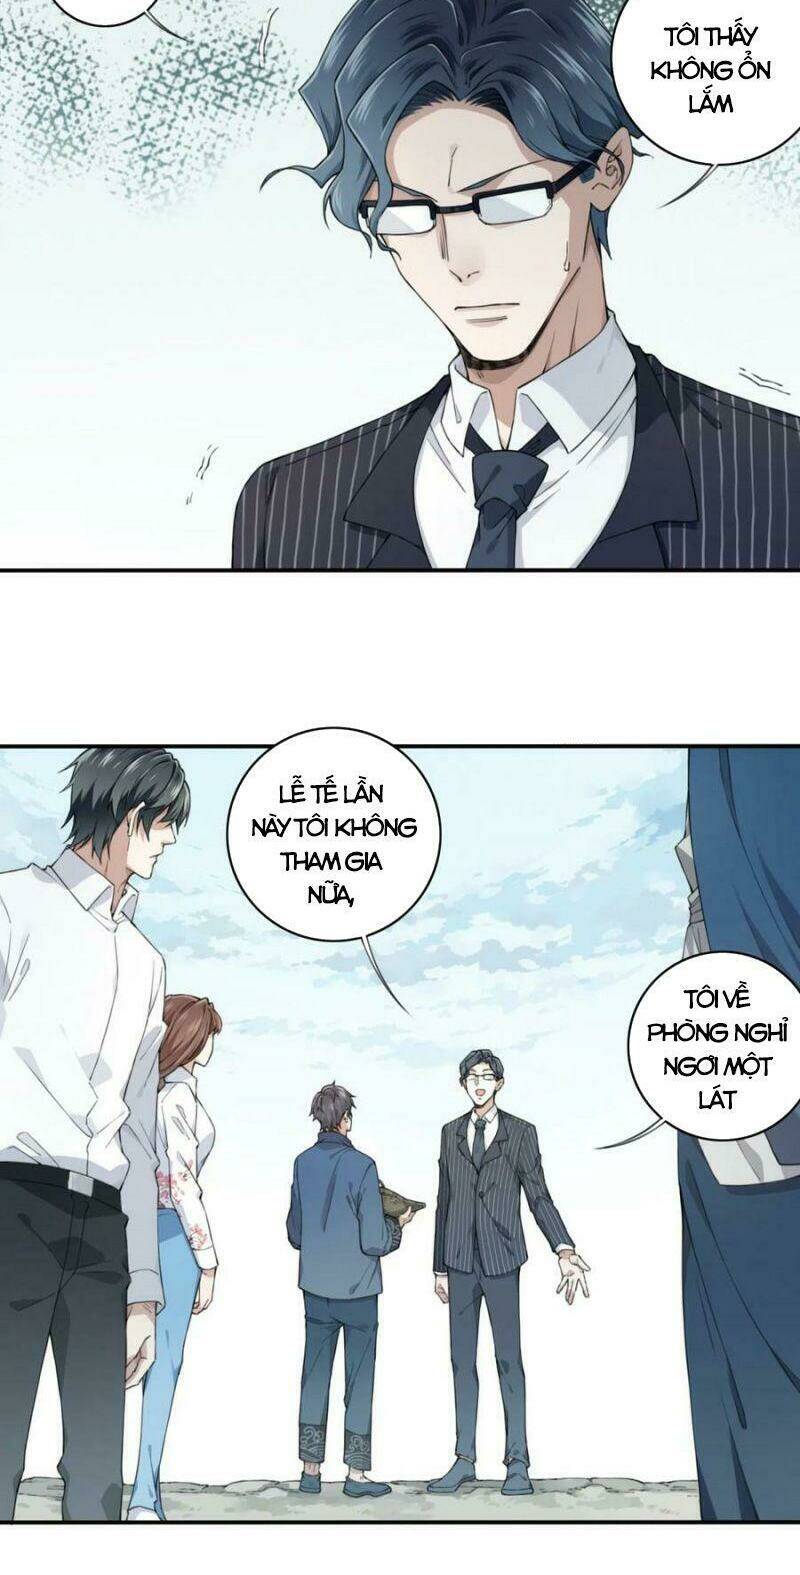 TÔI THẤY
KHÔNG ỔN
LẮM
LỄ TẾ LẦN
NÀY TÔI KHÔNG
THAM GIA
NỮA,
TÔI VỀ
PHÒNG NGHỈ
NGƠI MỘT
LÁT